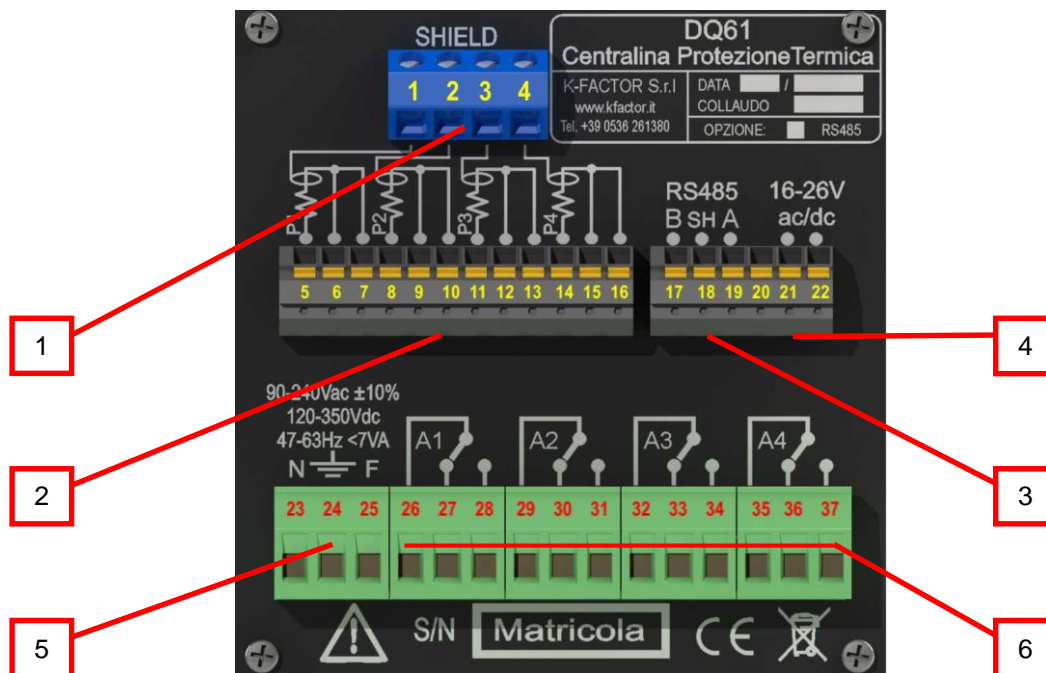 SHIELD
1 2 3 4
DQ61
Centralina ProtezioneTermica
K-FACTOR S.r.l
www.kfactor.it
Tel. +39 0536 261380
DATA /
COLLAUDO
OPZIONE: RS485
P1 P2 P3 P4
RS485
B SH A
16-26V
ac/dc
5 6 7 8 9 10 11 12 13 14 15 16
17 18 19 20 21 22
1
4
90-240Vac ±10%
120-350Vdc
47-63Hz <7VA
N F
A1 A2 A3 A4
2
3
23 24 25 26 27 28 29 30 31 32 33 34 35 36 37
S/N Matricola CE
5
6